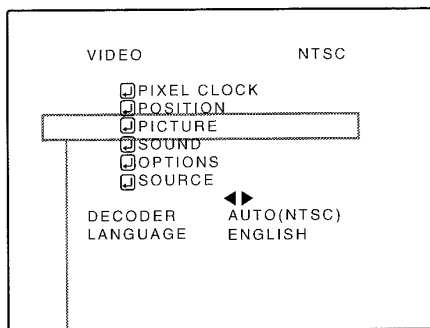 VIDEO NTSC
PIXEL CLOCK
POSITION
PICTURE
SOUND
OPTIONS
SOURCE
DECODER AUTO(NTSC)
LANGUAGE ENGLISH